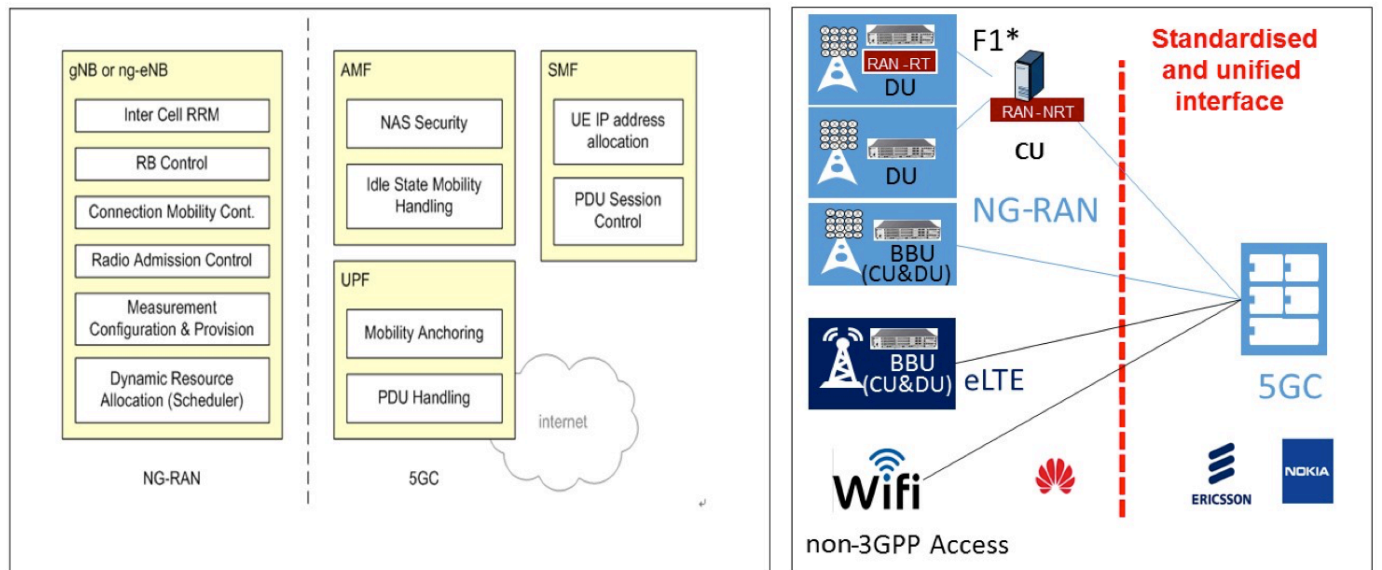 gNB or ng-eNB
Inter Cell RRM
RB Control
Connection Mobility Cont.
Radio Admission Control
Measurement
Configuration & Provision
Dynamic Resource
Allocation (Scheduler)
NG-RAN
AMF
NAS Security
Idle State Mobility
Handling
SMF
UE IP address
allocation
PDU Session
Control
UPF
Mobility Anchoring
PDU Handling
internet
5GC
RAN -RT
DU
F1*
RAN -NRT
CU
DU
NG-RAN
BBU
(CU&DU)
BBU
(CU&DU)
eLTE
Wifi
non-3GPP Access
Standardised
and unified
interface
5GC
ERICSSON
NOKIA